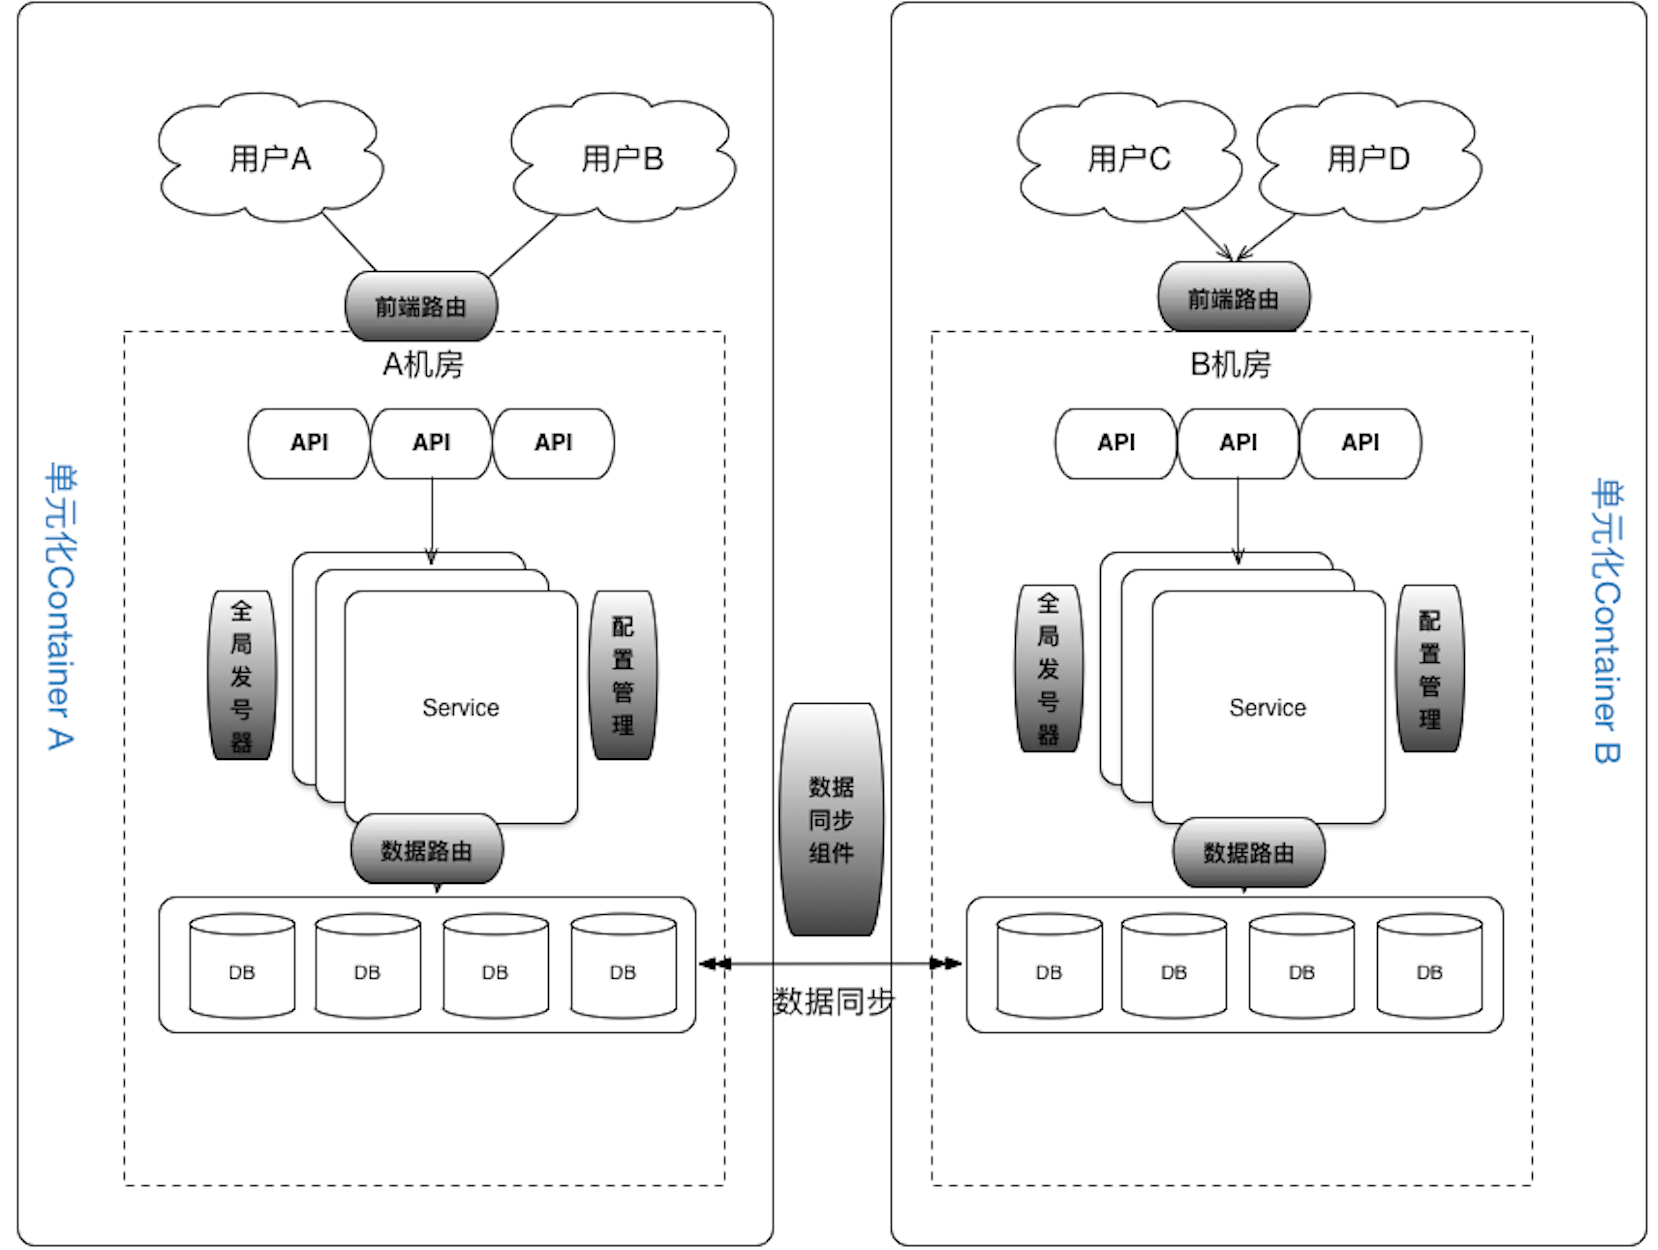 用户A
用户B
前端路由
A机房
API
API
API
单元化Container A
全局发号器
Service
配置管理
数据路由
DB
DB
DB
DB
数据同步组件
数据同步
用户C
用户D
前端路由
B机房
API
API
API
全局发号器
Service
配置管理
单元化Container B
数据路由
DB
DB
DB
DB